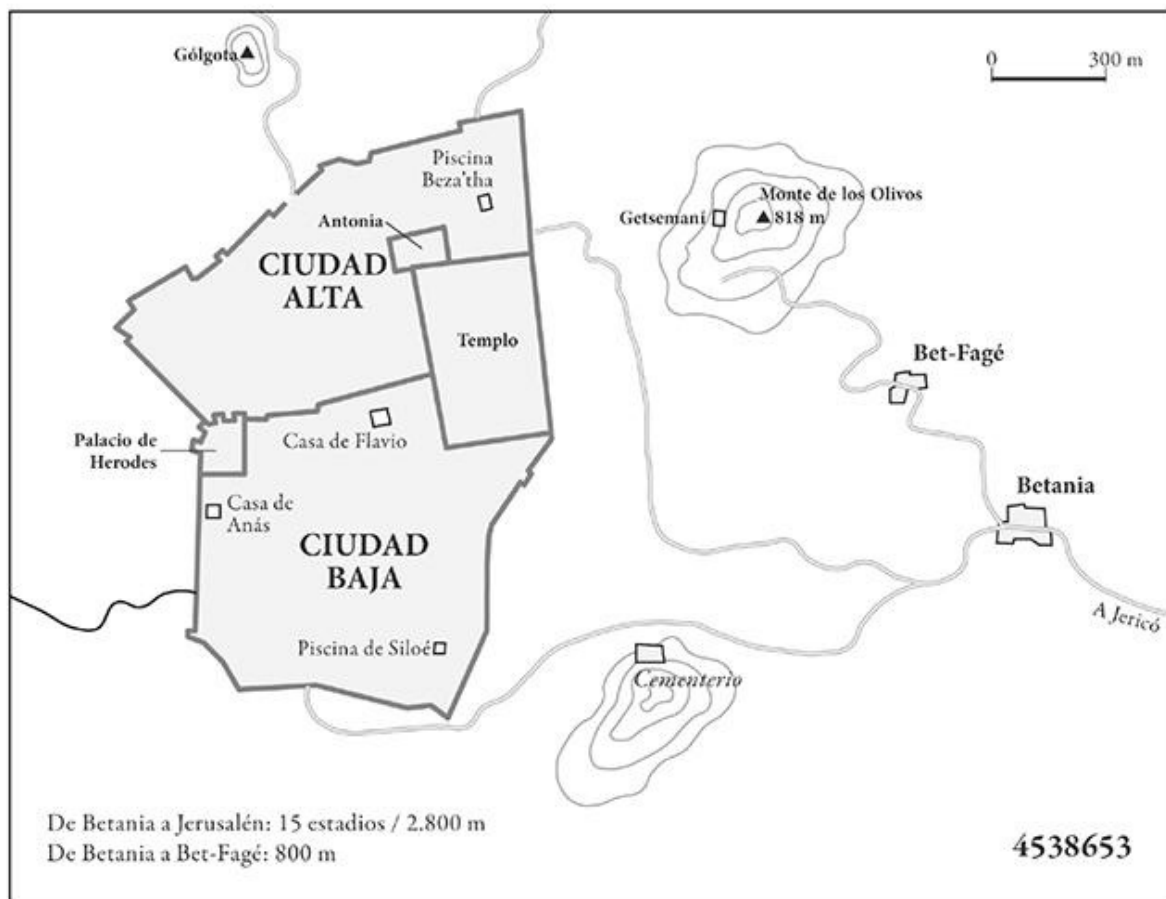 Gólgota
0 300 m
Piscina
Beza'tha
Monte de los Olivos
Getsemaní
818 m
Antonia
CIUDAD
ALTA
Templo
Bet-Fagé
Palacio de
Herodes
Casa de Flavio
Betania
Casa de
Anás
CIUDAD
BAJA
A Jericó
Piscina de Siloé
Cementerio
De Betania a Jerusalén: 15 estadios / 2.800 m
De Betania a Bet-Fagé: 800 m
4538653